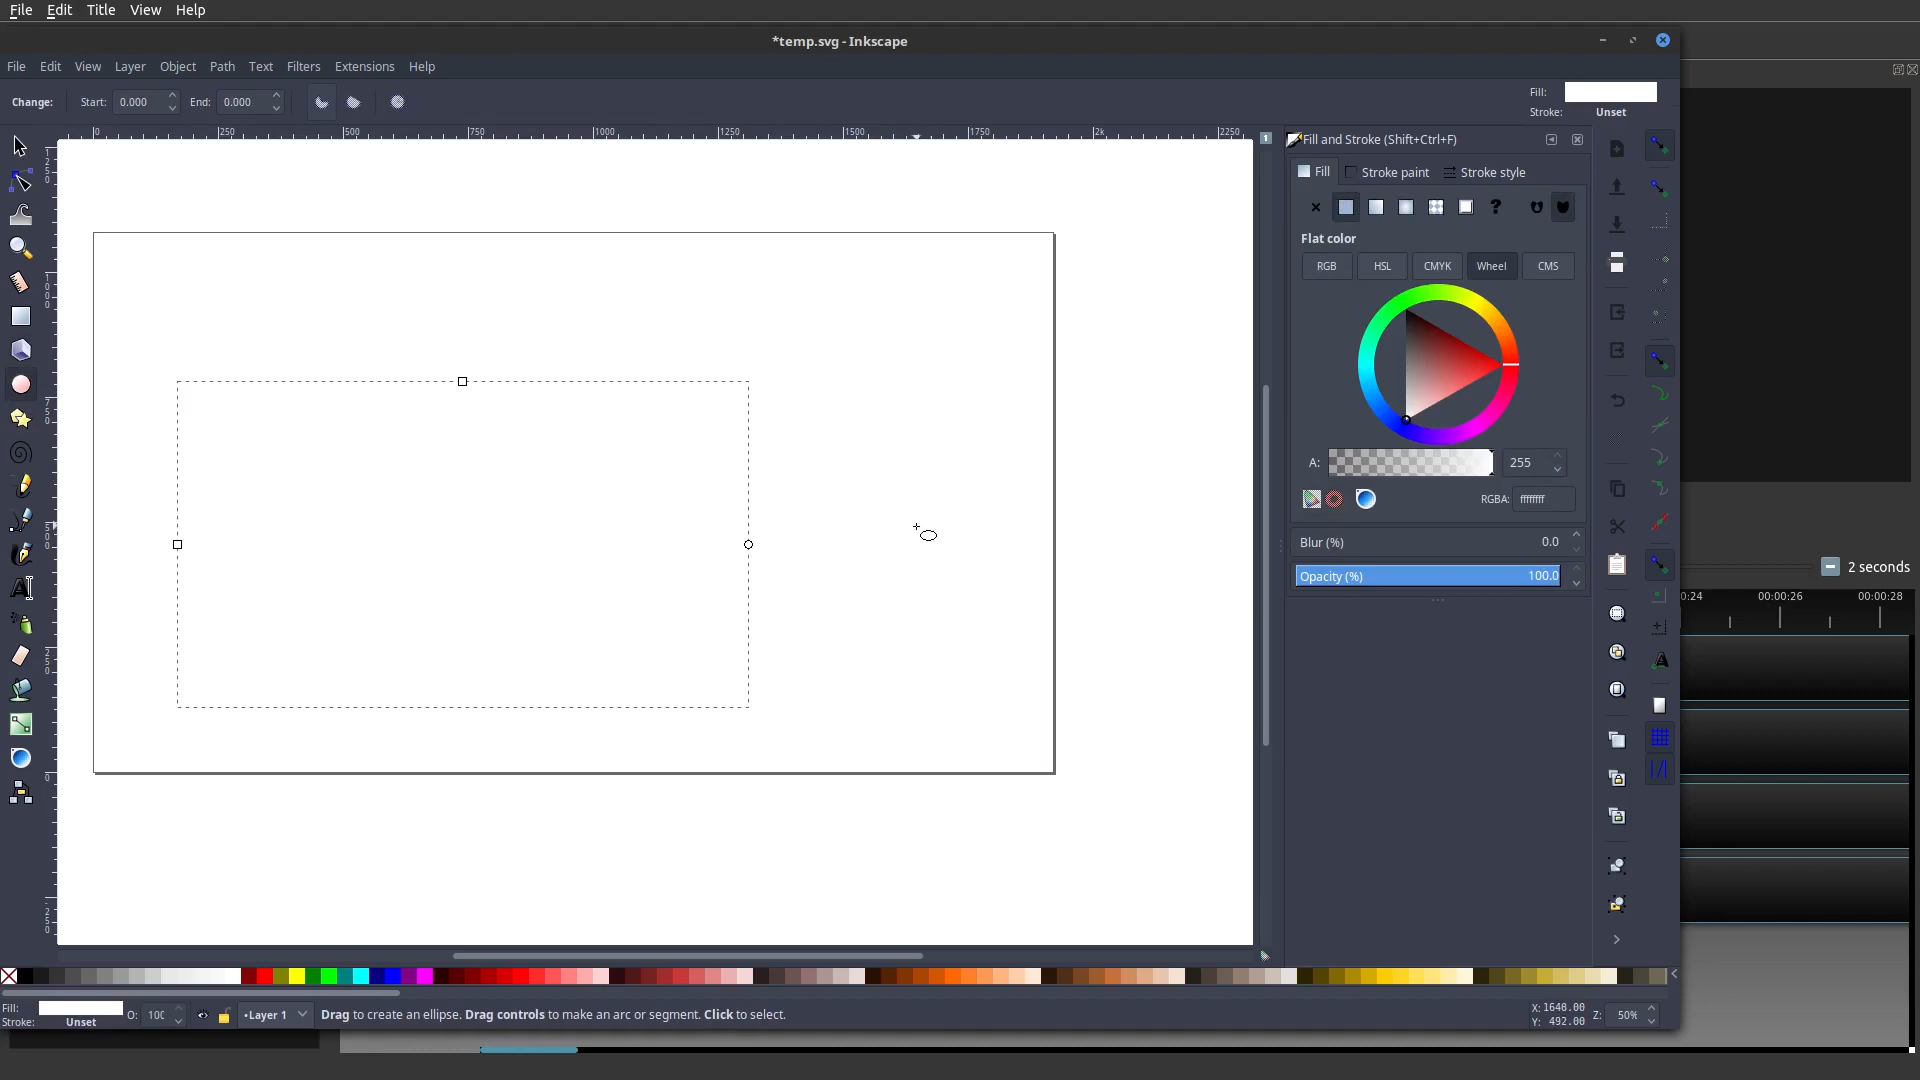 File Edit Title View Help
*temp.svg - Inkscape
File Edit View Layer Object Path Text Filters Extensions Help
Change: Start: 0.000 End: 0.000
Fill:
Stroke: Unset
0 250 500 750 1000 1250 1500 1750 2k 2250
1
Fill and Stroke (Shift+Ctrl+F)
Fill Stroke paint Stroke style
?
Flat color
RGB HSL CMYK Wheel CMS
A: 255
RGBA: ffffffff
Blur (%) 0.0
Opacity (%) 100.0
2 seconds
0:24 00:00:26 00:00:28
Fill:
Stroke: Unset
O: 100
•Layer 1
Drag to create an ellipse. Drag controls to make an arc or segment. Click to select.
X: 1648.00
Y: 492.00
Z: 50%